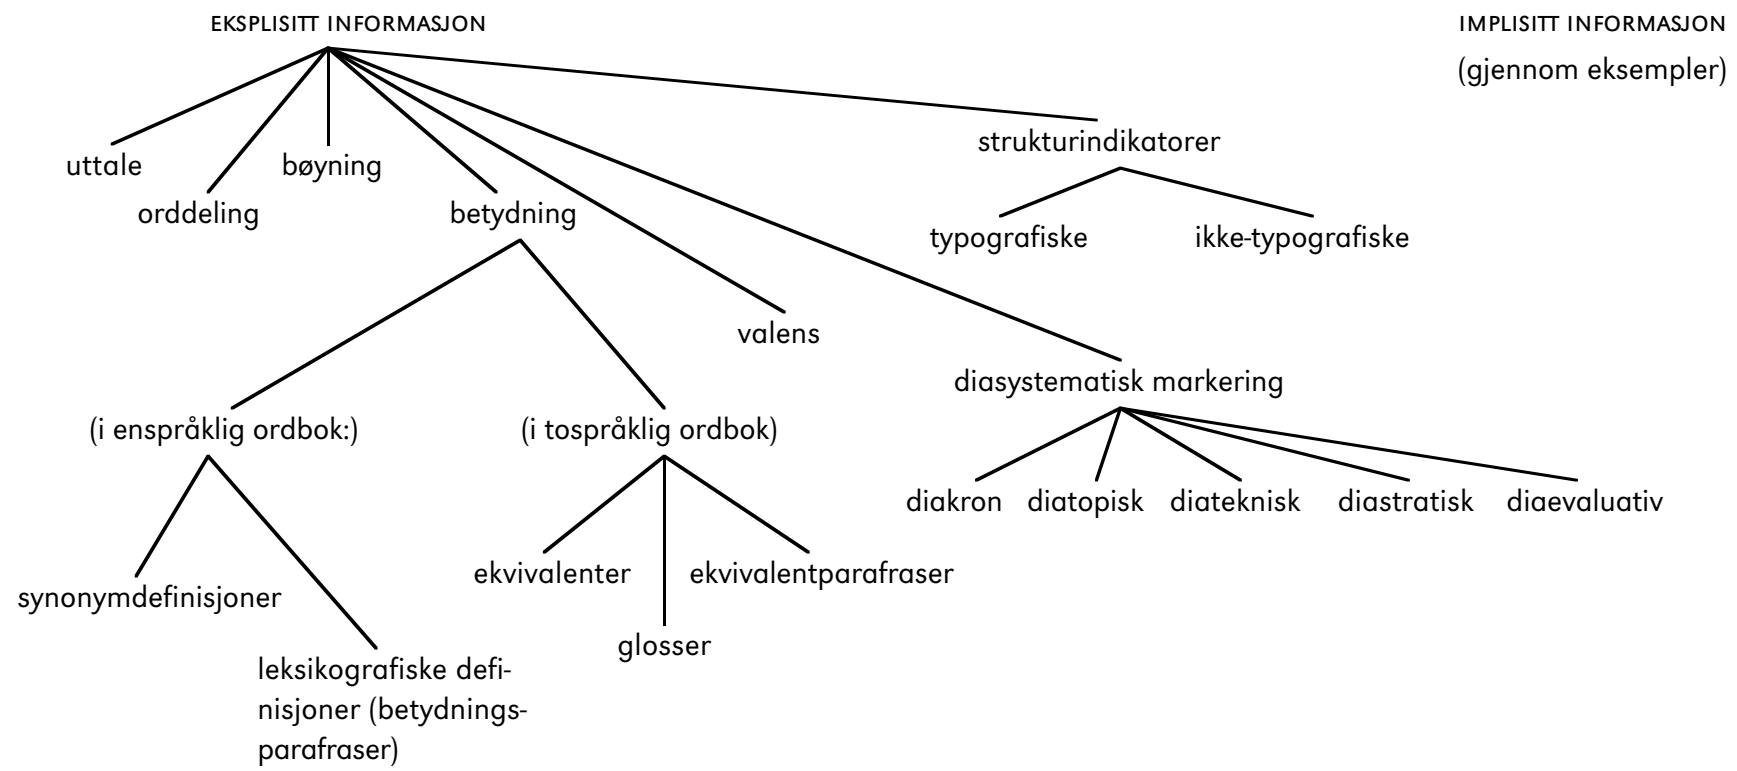 EKSPLISITT INFORMASJON
IMPLISITT INFORMASJON
(gjennom eksempler)
strukturindikatorer
uttale
bøyning
orddeling
betydning
typografiske
ikke-typografiske
valens
diasystematisk markering
(i enspråklig ordbok:)
(i tospråklig ordbok)
diakron
diatopisk
diateknisk
diastratisk
diaevaluativ
ekvivalenter
ekvivalentparafraser
synonymdefinisjoner
glosser
leksikografiske defi-
nisjoner (betydnings-
parafraser)